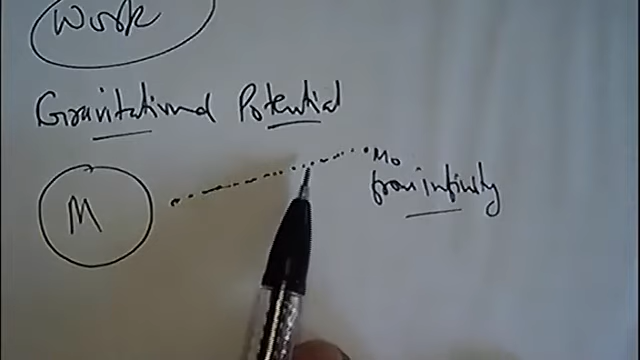 Work
Gravitational Potential
M
M₀
from infinity